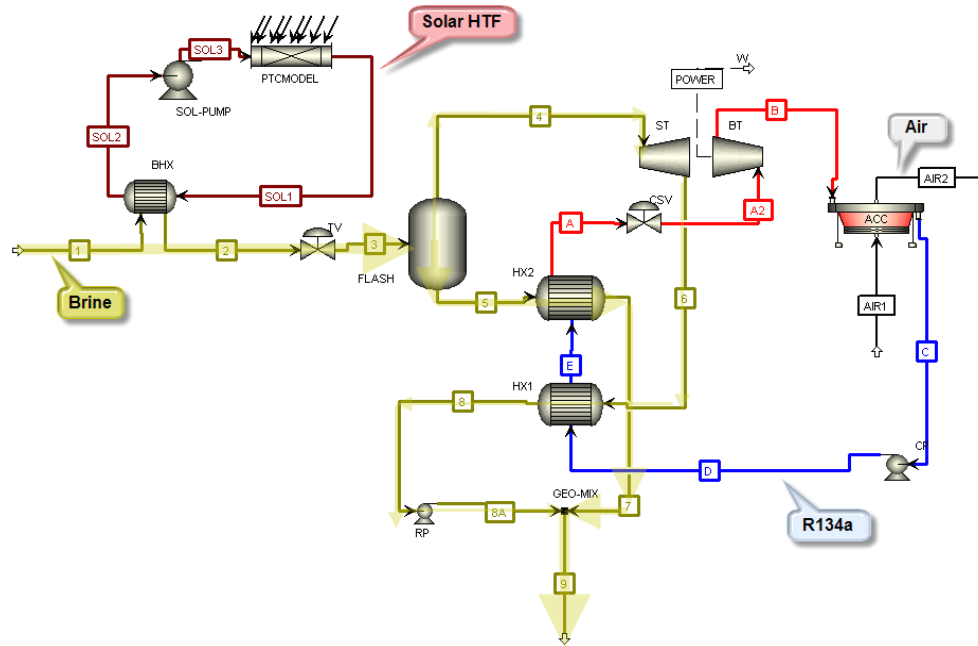 Solar HTF
SOL3
PTCMODEL
SOL-PUMP
W
POWER
SOL2
ST
BT
B
4
Air
BHX
AIR2
SOL1
ACC
CSV
A
A2
TV
1
2
3
HX2
FLASH
5
6
Brine
AIR1
E
C
HX1
8
CP
D
GEO-MIX
7
8A
RP
R134a
9